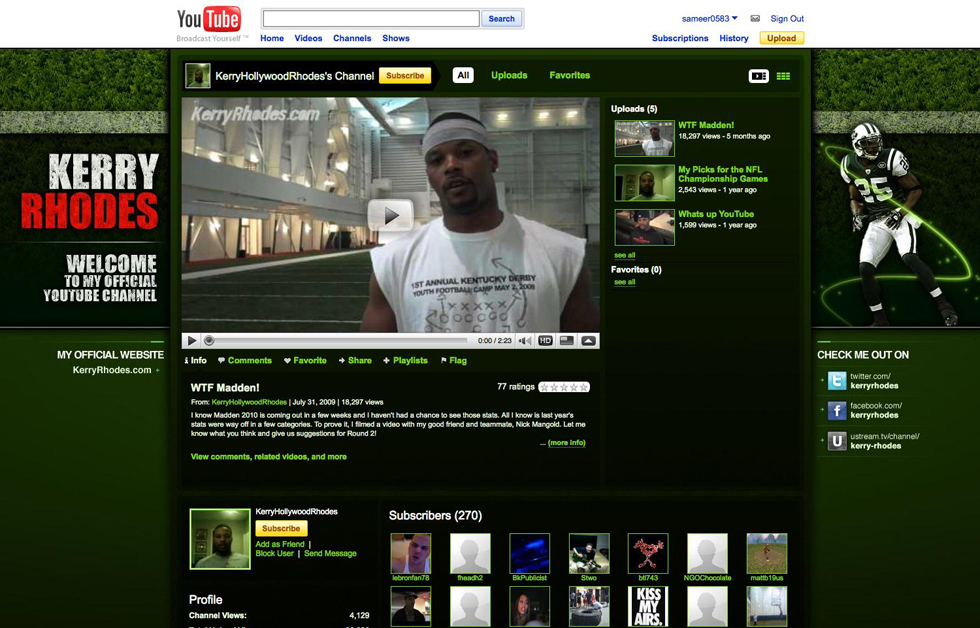 YouTube
Broadcast Yourself ™
Search
sameer0583
Sign Out
Home Videos Channels Shows
Subscriptions History Upload
KerryHollywoodRhodes's Channel Subscribe All Uploads Favorites
KerryRhodes.com
1ST ANNUAL KENTUCKY DERBY
YOUTH FOOTBALL CAMP MAY 2, 2008
0:00 / 2:23 HD
Info Comments Favorite Share Playlists Flag
WTF Madden!
77 ratings
From: KerryHollywoodRhodes | July 31, 2009 | 18,297 views
I know Madden 2010 is coming out in a few weeks and I haven't had a chance to see those stats. All I know is last year's
stats were way off in a few categories. To prove it, I filmed a video with my good friend and teammate, Nick Mangold. Let me
know what you think and give us suggestions for Round 2!
... (more info)
View comments, related videos, and more
Uploads (5)
WTF Madden!
18,297 views - 5 months ago
My Picks for the NFL
Championship Games
2,543 views - 1 year ago
Whats up YouTube
1,599 views - 1 year ago
see all
Favorites (0)
see all
KERRY
RHODES
WELCOME
TO MY OFFICIAL
YOUTUBE CHANNEL
MY OFFICIAL WEBSITE
KerryRhodes.com
25
CHECK ME OUT ON
twitter.com/
kerryrhodes
facebook.com/
kerryrhodes
ustream.tv/channel/
kerry-rhodes
KerryHollywoodRhodes
Subscribe
Add as Friend |
Block User | Send Message
Profile
Channel Views: 4,129
Subscribers (270)
lebronfan78 fheadh2 BkPublicist Stwo btl743 NGOChocolate mattb19us
KISS
MY
AIRS.